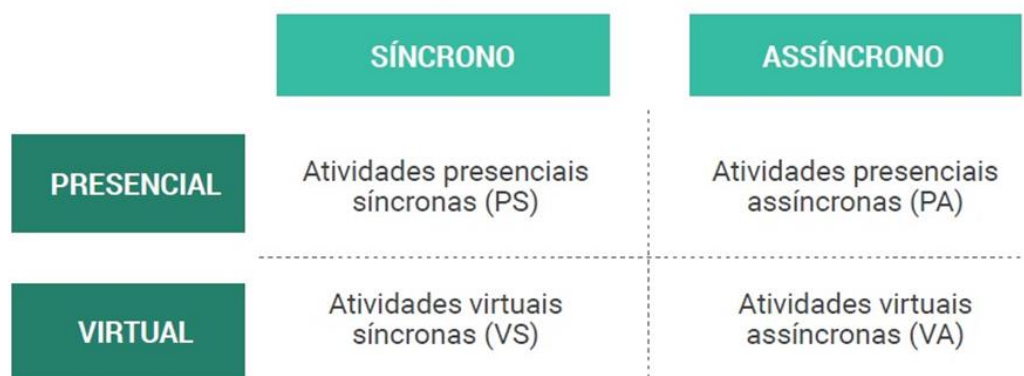 SÍNCRONO
ASSÍNCRONO
PRESENCIAL
Atividades presenciais
síncronas (PS)
Atividades presenciais
assíncronas (PA)
VIRTUAL
Atividades virtuais
síncronas (VS)
Atividades virtuais
assíncronas (VA)